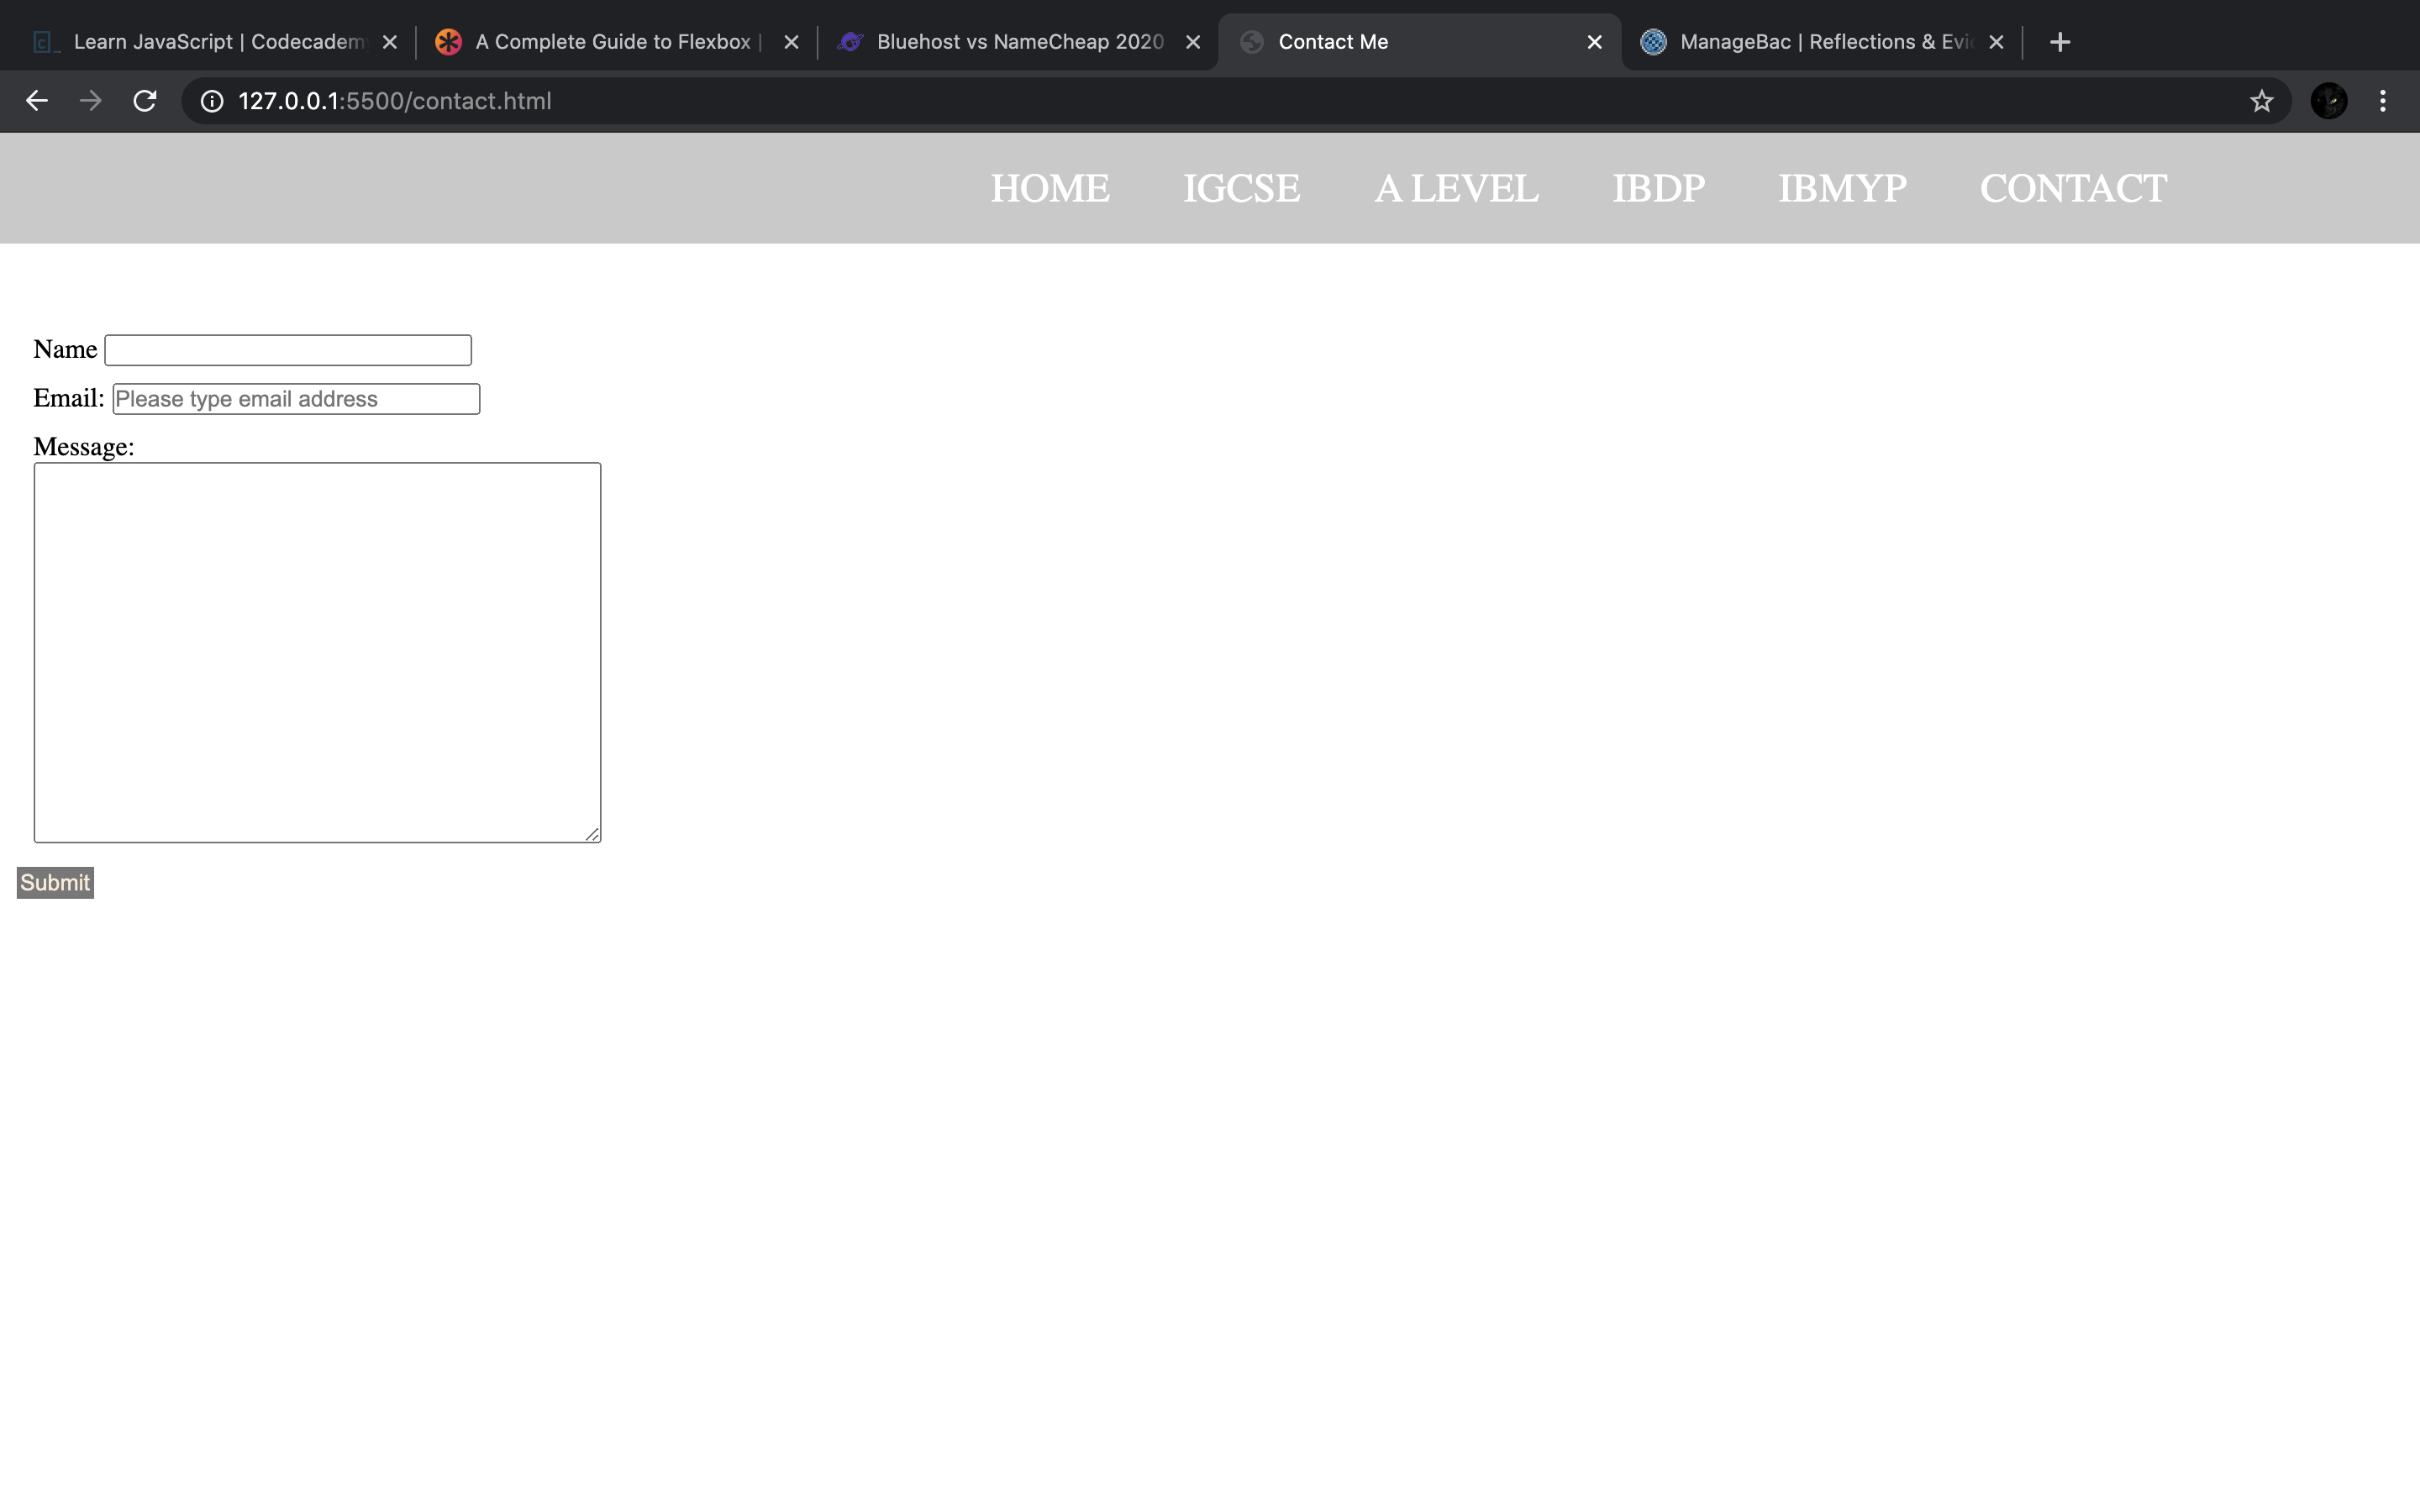 Learn JavaScript | Codecadem
A Complete Guide to Flexbox |
Bluehost vs NameCheap 2020
Contact Me
ManageBac | Reflections & Evi
127.0.0.1:5500/contact.html
HOME IGCSE A LEVEL IBDP IBMYP CONTACT
Name
Email: Please type email address
Message:
Submit